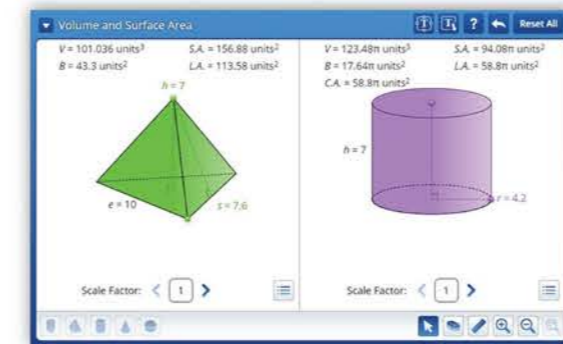 Volume and Surface Area
? Reset All
V = 101.036 units³ S.A. = 156.88 units²
B = 43.3 units² L.A. = 113.58 units²
h = 7
e = 10
s = 7.6
Scale Factor: 1
V = 123.48π units³ S.A. = 94.08π units²
B = 17.64π units² L.A. = 58.8π units²
C.A. = 58.8π units²
h = 7
r = 4.2
Scale Factor: 1